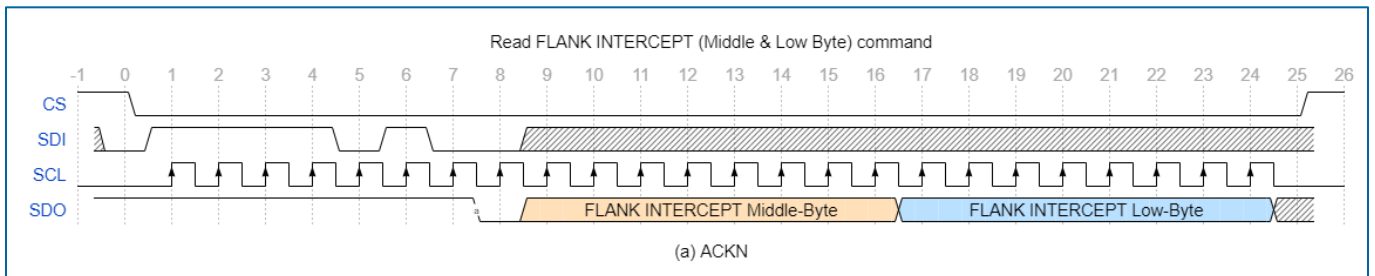 Read FLANK INTERCEPT (Middle & Low Byte) command
-1 0 1 2 3 4 5 6 7 8 9 10 11 12 13 14 15 16 17 18 19 20 21 22 23 24 25 26
CS
SDI
SCL
SDO a FLANK INTERCEPT Middle-Byte FLANK INTERCEPT Low-Byte
(a) ACKN